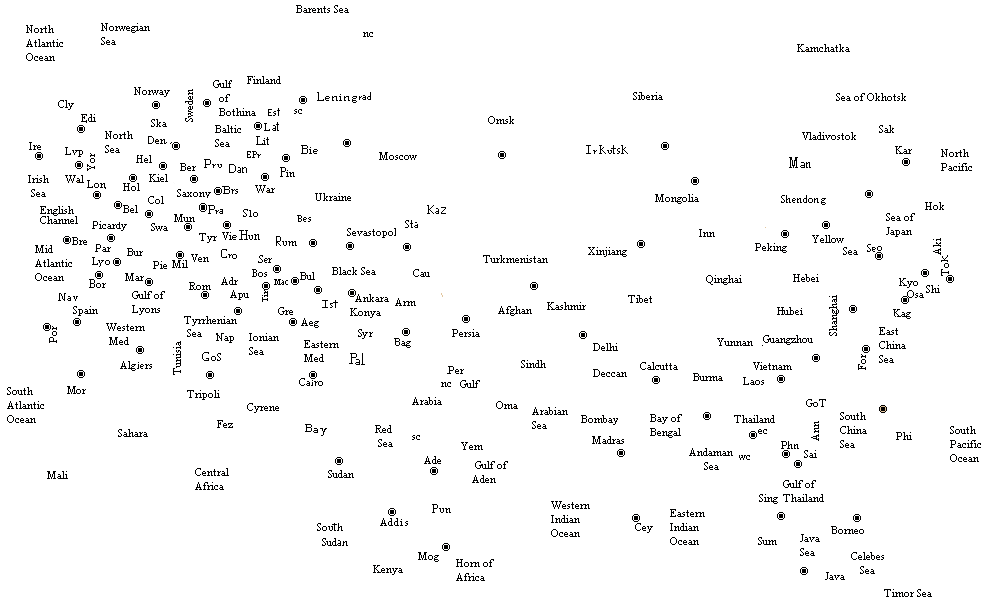 Barents Sea
North
Atlantic
Ocean
Norwegian
Sea
nc
Kamchatka
Norway
Sweden
Gulf
of
Bothina
Finland
Leningrad
Siberia
Sea of Okhotsk
Cly
Edi
Ska
Est
sc
Lat
Lit
Omsk
Vladivostok
Sak
Ire
Lvp
Yor
North
Sea
Den
Baltic
Sea
EPr
Bie
Moscow
Irkutsk
Man
Kar
North
Pacific
Irish
Sea
Wal
Lon
Hol
Hel
Kiel
Ber
Pru
Dan
War
Pin
Mongolia
Shendong
Hok
English
Channel
Bel
Col
Saxony
Brs
Pra
Slo
Ukraine
Bes
Kaz
Sta
Sea of
Japan
Mid
Atlantic
Ocean
Bre
Picardy
Par
Swa
Mun
Tyr
Vie
Hun
Rum
Sevastopol
Xinjiang
Inn
Peking
Yellow
Sea
Seo
Aki
Tok
Lyo
Bor
Bur
Mar
Pie
Mil
Ven
Cro
Ser
Bos
Mac
Bul
Black Sea
Cau
Turkmenistan
Qinghai
Hebei
Kyo
Osa
Shi
Nav
Spain
Gulf of
Lyons
Rom
Adr
Apu
Tri
Ist
Ankara
Konya
Arm
Afghan
Kashmir
Tibet
Hubei
Shanghai
Kag
Por
Western
Med
Tyrrhenian
Sea
Nap
Ionian
Sea
Gre
Aeg
Eastern
Med
Syr
Pal
Bag
Persia
Delhi
Yunnan
Guangzhou
For
East
China
Sea
Algiers
Tunisia
GoS
Cairo
Per
nc
Gulf
Sindh
Deccan
Calcutta
Burma
Vietnam
Laos
South
Atlantic
Ocean
Mor
Tripoli
Cyrene
Arabia
Oma
Arabian
Sea
Bombay
Bay of
Bengal
Thailand
ec
GoT
Ann
South
China
Sea
Phi
South
Pacific
Ocean
Sahara
Fez
Bay
Red
Sea
sc
Yem
Madras
Andaman
Sea
wc
Phn
Sai
Mali
Central
Africa
Sudan
Ade
Gulf of
Aden
Gulf of
Thailand
Sing
South
Sudan
Addis
Pun
Western
Indian
Ocean
Cey
Eastern
Indian
Ocean
Sum
Java
Sea
Borneo
Kenya
Mog
Horn of
Africa
Java
Celebes
Sea
Timor Sea